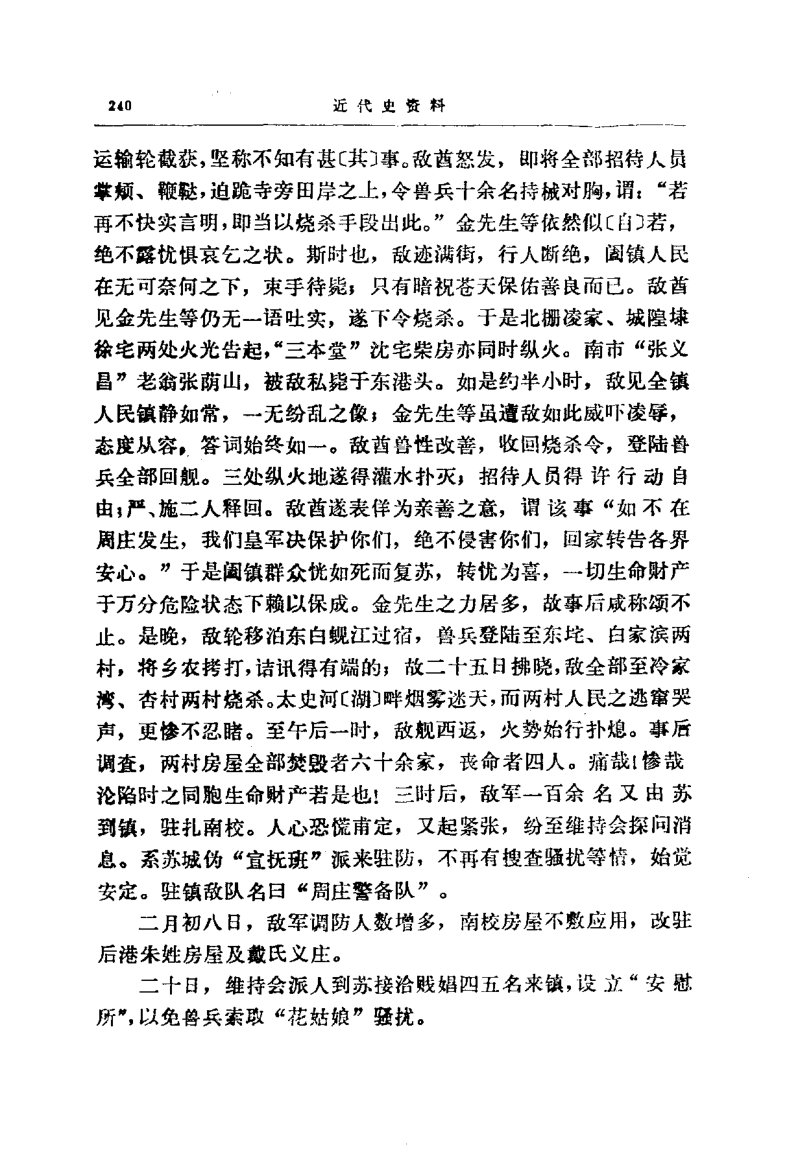 240 近代史资料
运输轮截获，坚称不知有甚〔其〕事。敌酋怒发，即将全部招待人员
掌颊、鞭鞑，迫跪寺旁田岸之上，令兽兵十余名持械对胸，谓：“若
再不快实言明，即当以烧杀手段出此。”金先生等依然似〔自〕若，
绝不露忧惧哀乞之状。斯时也，敌迹满街，行人断绝，阖镇人民
在无可奈何之下，束手待毙；只有暗祝苍天保佑善良而已。敌酋
见金先生等仍无一语吐实，遂下令烧杀。于是北栅凌家、城隍埭
徐宅两处火光告起，“三本堂”沈宅柴房亦同时纵火。南市“张义
昌”老翁张荫山，被敌私毙于东港头。如是约半小时，敌见全镇
人民镇静如常，一无纷乱之像；金先生等虽遭敌如此威吓凌辱，
态度从容，答词始终如一。敌酋兽性改善，收回烧杀令，登陆兽
兵全部回舰。三处纵火地遂得灌水扑灭；招待人员得许行动自
由；严、施二人释回。敌酋遂表佯为亲善之意，谓该事“如不在
周庄发生，我们皇军决保护你们，绝不侵害你们，回家转告各界
安心。”于是阖镇群众恍如死而复苏，转忧为喜，一切生命财产
于万分危险状态下赖以保成。金先生之力居多，故事后咸称颂不
止。是晚，敌轮移泊东白蚬江过宿，兽兵登陆至东垞、白家浜两
村，将乡农拷打，诘讯得有端的；故二十五日拂晓，敌全部至冷家
湾、杏村两村烧杀。太史河〔湖〕畔烟雾迷天，而两村人民之逃窜哭
声，更惨不忍睹。至午后一时，敌舰西返，火势始行扑熄。事后
调查，两村房屋全部焚毁者六十余家，丧命者四人。痛哉！惨哉
沦陷时之同胞生命财产若是也！三时后，敌军一百余名又由苏
到镇，驻扎南校。人心恐慌甫定，又起紧张，纷至维持会探问消
息。系苏城伪“宣抚班”派来驻防，不再有搜查骚扰等情，始觉
安定。驻镇敌队名曰“周庄警备队”。
二月初八日，敌军调防人数增多，南校房屋不敷应用，改驻
后港朱姓房屋及戴氏义庄。
二十日，维持会派人到苏接洽贱娼四五名来镇，设立“安慰
所”，以免兽兵索取“花姑娘”骚扰。